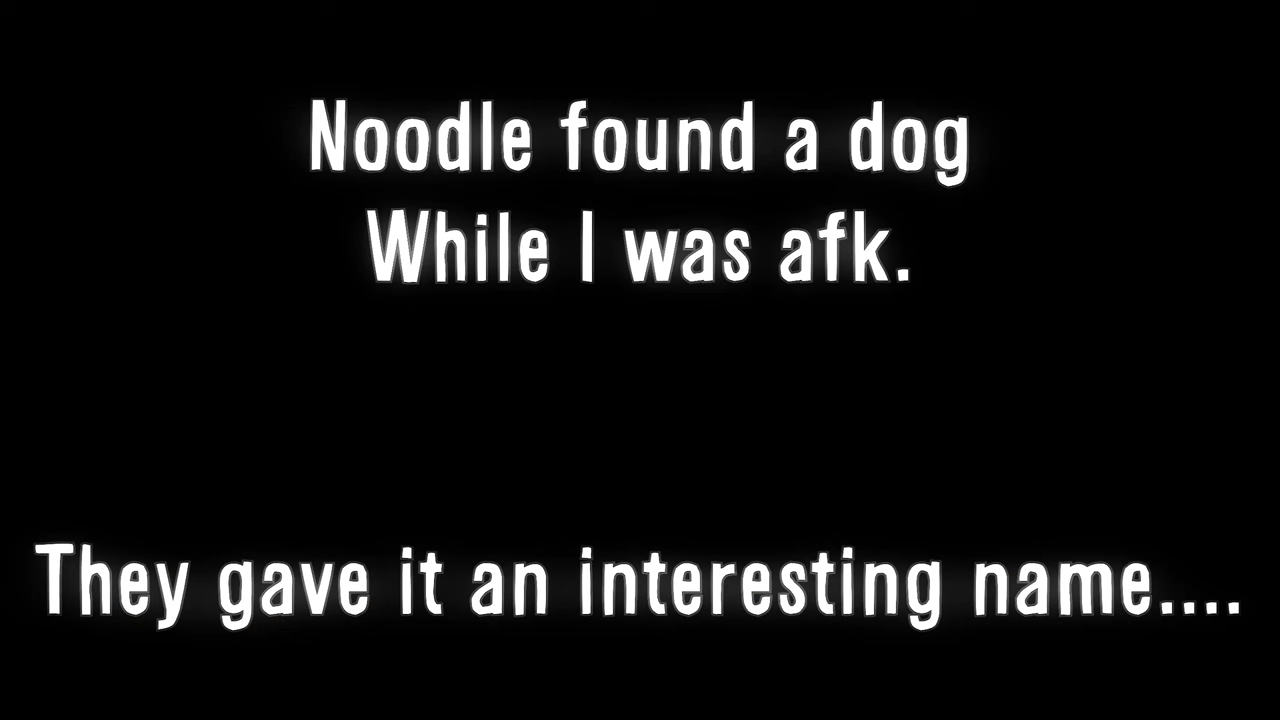 Noodle found a dog
While I was afk.
They gave it an interesting name....